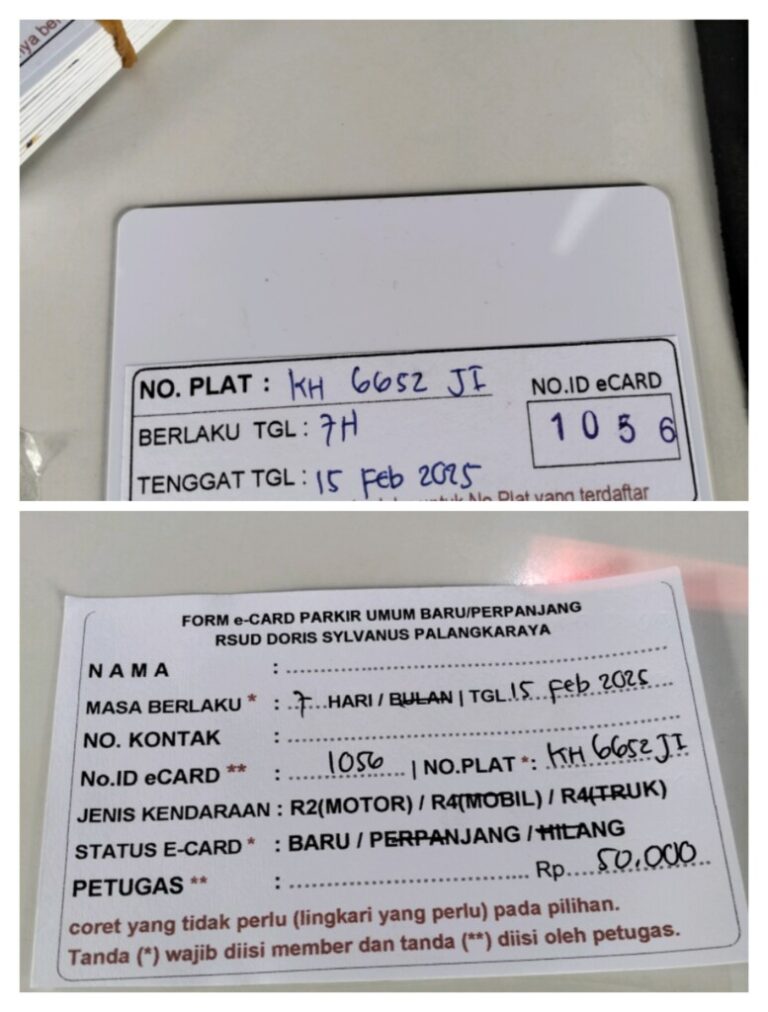 NO. PLAT : KH 6652 JI
NO.ID eCARD
1056
BERLAKU TGL : 7H
TENGGAT TGL : 15 Feb 2025
No Plat yang terdaftar
FORM e-CARD PARKIR UMUM BARU/PERPANJANG
RSUD DORIS SYLVANUS PALANGKARAYA
NAMA :
MASA BERLAKU * : 7 HARI / BULAN | TGL 15 Feb 2025
NO. KONTAK :
No.ID eCARD ** : 1056 | NO.PLAT *: KH 6652 JI
JENIS KENDARAAN : R2(MOTOR) / R4(MOBIL) / R4(TRUK)
STATUS E-CARD * : BARU / PERPANJANG / HILANG
PETUGAS ** : Rp. 50.000
coret yang tidak perlu (lingkari yang perlu) pada pilihan.
Tanda (*) wajib diisi member dan tanda (**) diisi oleh petugas.